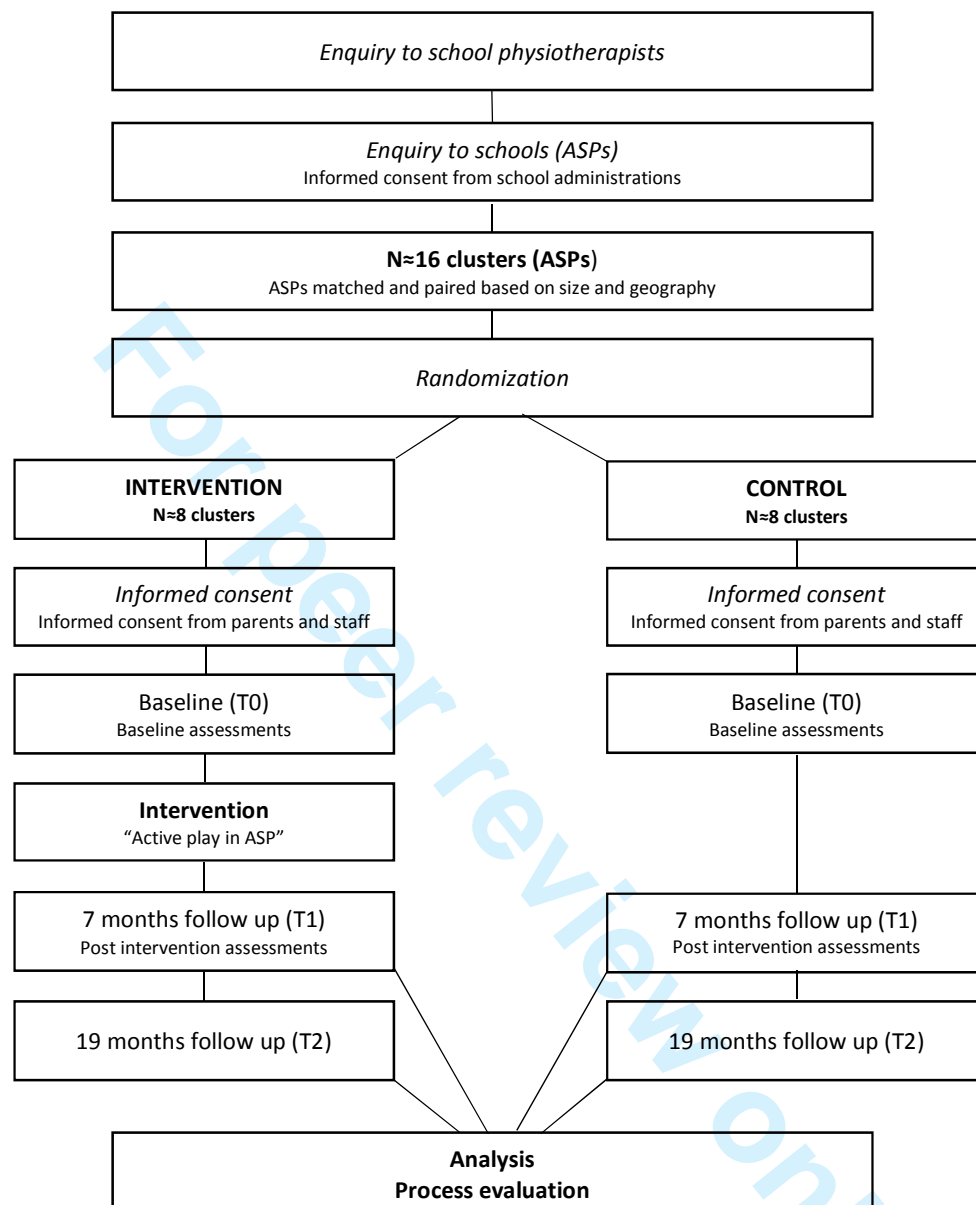 Enquiry to school physiotherapists
Enquiry to schools (ASPs)
Informed consent from school administrations
N≈16 clusters (ASPs)
ASPs matched and paired based on size and geography
Randomization
INTERVENTION
N≈8 clusters
CONTROL
N≈8 clusters
Informed consent
Informed consent from parents and staff
Informed consent
Informed consent from parents and staff
Baseline (T0)
Baseline assessments
Baseline (T0)
Baseline assessments
Intervention
“Active play in ASP”
7 months follow up (T1)
Post intervention assessments
7 months follow up (T1)
Post intervention assessments
19 months follow up (T2)
19 months follow up (T2)
Analysis
Process evaluation
For peer review